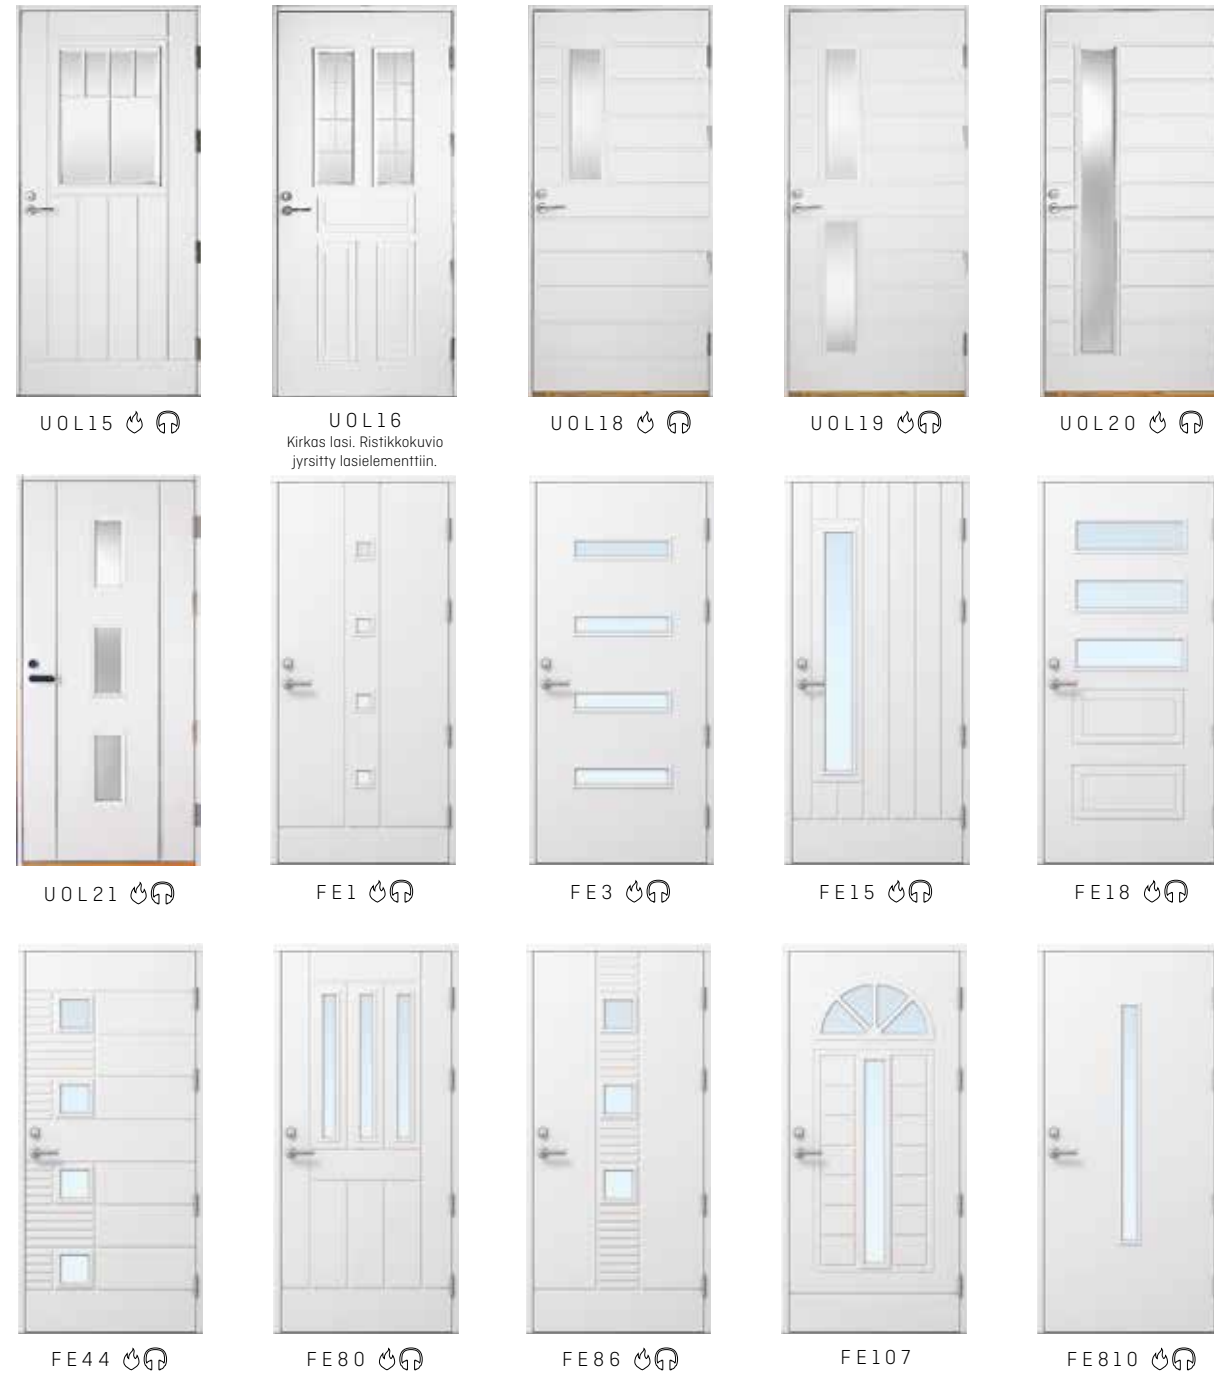 UOL15
UOL16
Kirkas lasi. Ristikkokuvio
jyrsitty lasielementtiin.
UOL18
UOL19
UOL20
UOL21
FE1
FE3
FE15
FE18
FE44
FE80
FE86
FE107
FE810